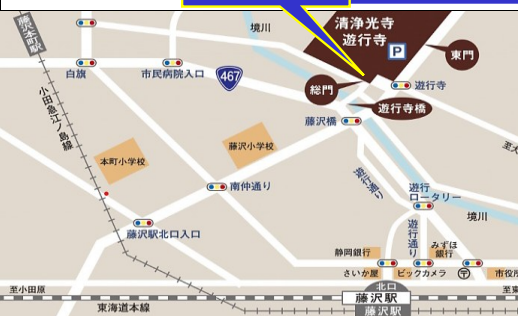 藤沢本町駅
境川
清浄光寺
遊行寺
P
東門
白旗
市民病院入口
467
総門
遊行寺
遊行寺橋
藤沢橋
小田急江ノ島線
藤沢小学校
本町小学校
南仲通り
遊行通り
遊行
ロータリー
境川
藤沢駅北口入口
遊行通り
静岡銀行
みずほ
銀行
さいか屋
ビックカメラ
〒
市役所
至小田原
北口
藤沢駅
東海道本線
藤沢駅